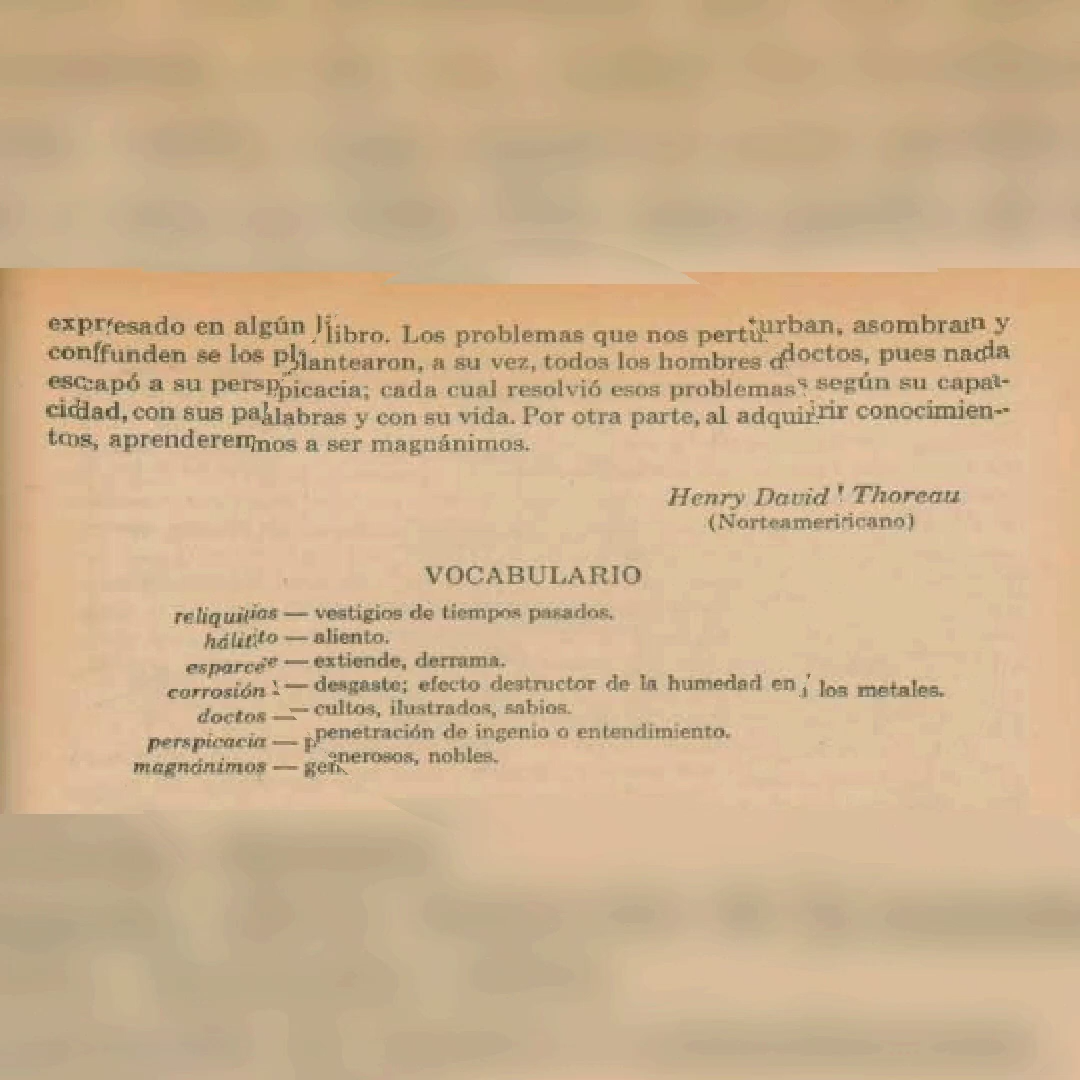 expresado en algún libro. Los problemas que nos perturban, asombran y
confunden se los plantearon, a su vez, todos los hombres doctos, pues nada
escapó a su perspicacia; cada cual resolvió esos problemas según su capa-
cidad, con sus palabras y con su vida. Por otra parte, al adquirir conocimien-
tos, aprenderemos a ser magnánimos.
Henry David Thoreau
(Norteamericano)
VOCABULARIO
reliquias — vestigios de tiempos pasados.
hálito — aliento.
esparce — extiende, derrama.
corrosión — desgaste; efecto destructor de la humedad en los metales.
doctos — cultos, ilustrados, sabios.
perspicacia — penetración de ingenio o entendimiento.
magnánimos — generosos, nobles.